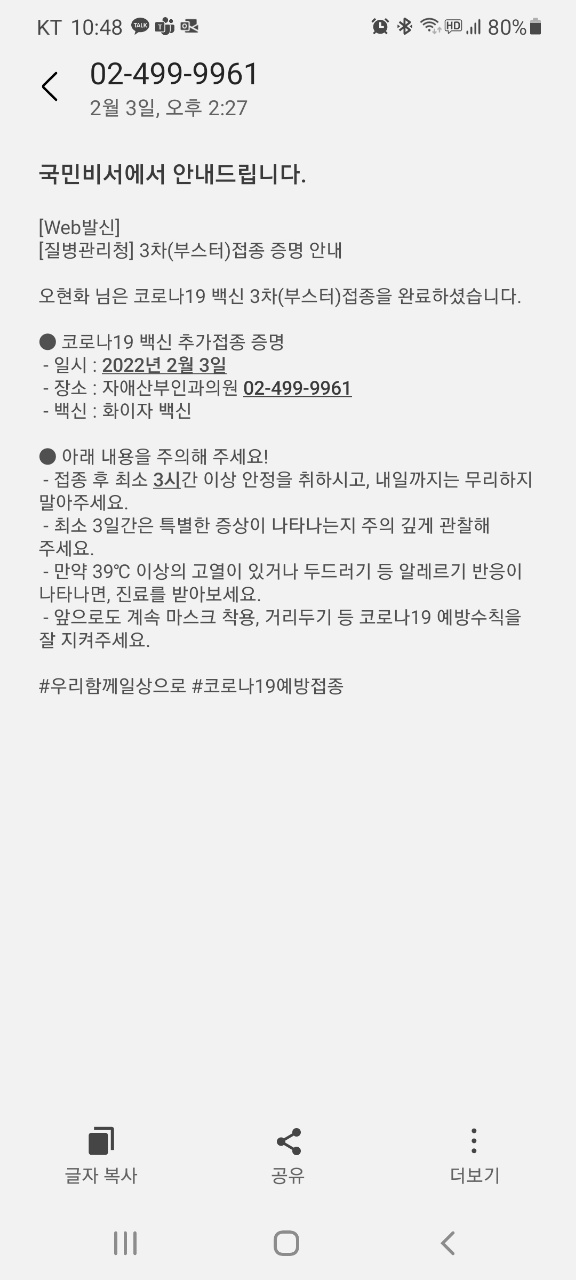 KT 10:48 TALK HD 80%
02-499-9961
2월 3일, 오후 2:27
국민비서에서 안내드립니다.
[Web발신]
[질병관리청] 3차(부스터)접종 증명 안내
오현화 님은 코로나19 백신 3차(부스터)접종을 완료하셨습니다.
● 코로나19 백신 추가접종 증명
- 일시 : 2022년 2월 3일
- 장소 : 자애산부인과의원 02-499-9961
- 백신 : 화이자 백신
● 아래 내용을 주의해 주세요!
- 접종 후 최소 3시간 이상 안정을 취하시고, 내일까지는 무리하지
말아주세요.
- 최소 3일간은 특별한 증상이 나타나는지 주의 깊게 관찰해
주세요.
- 만약 39℃ 이상의 고열이 있거나 두드러기 등 알레르기 반응이
나타나면, 진료를 받아보세요.
- 앞으로도 계속 마스크 착용, 거리두기 등 코로나19 예방수칙을
잘 지켜주세요.
#우리함께일상으로 #코로나19예방접종
글자 복사 공유 더보기